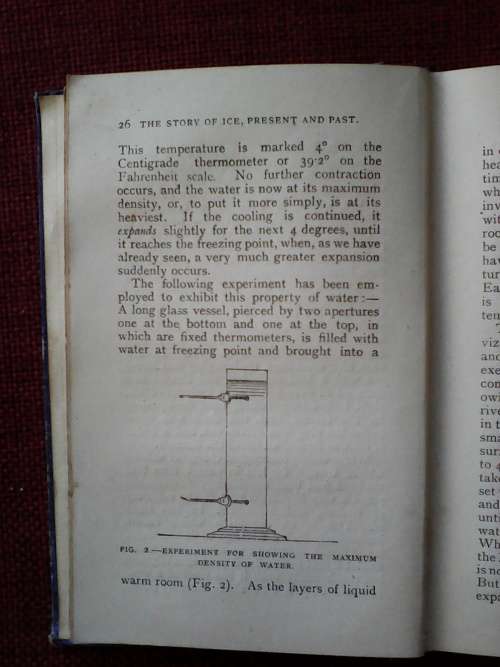 26 THE STORY OF ICE, PRESENT AND PAST.
This temperature is marked 4° on the
Centigrade thermometer or 39·2° on the
Fahrenheit scale. No further contraction
occurs, and the water is now at its maximum
density, or, to put it more simply, is at its
heaviest. If the cooling is continued, it
expands slightly for the next 4 degrees, until
it reaches the freezing point, when, as we have
already seen, a very much greater expansion
suddenly occurs.
The following experiment has been em-
ployed to exhibit this property of water:—
A long glass vessel, pierced by two apertures
one at the bottom and one at the top, in
which are fixed thermometers, is filled with
water at freezing point and brought into a
FIG. 2.—EXPERIMENT FOR SHOWING THE MAXIMUM
DENSITY OF WATER.
warm room (Fig. 2). As the layers of liquid